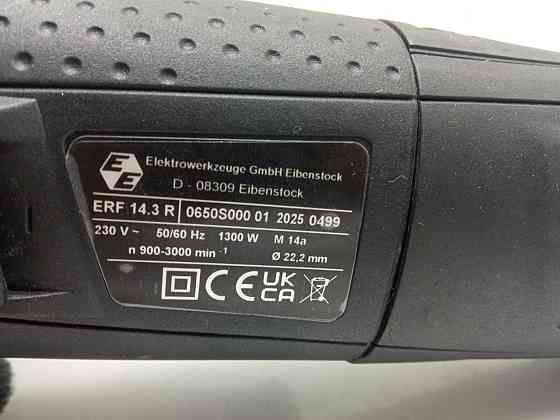 EE
Elektrowerkzeuge GmbH Eibenstock
D - 08309 Eibenstock
ERF 14.3 R 0650S000 01 2025 0499
230 V ~ 50/60 Hz 1300 W M 14a
n 900-3000 min⁻¹ Ø 22,2 mm
CE UK CA